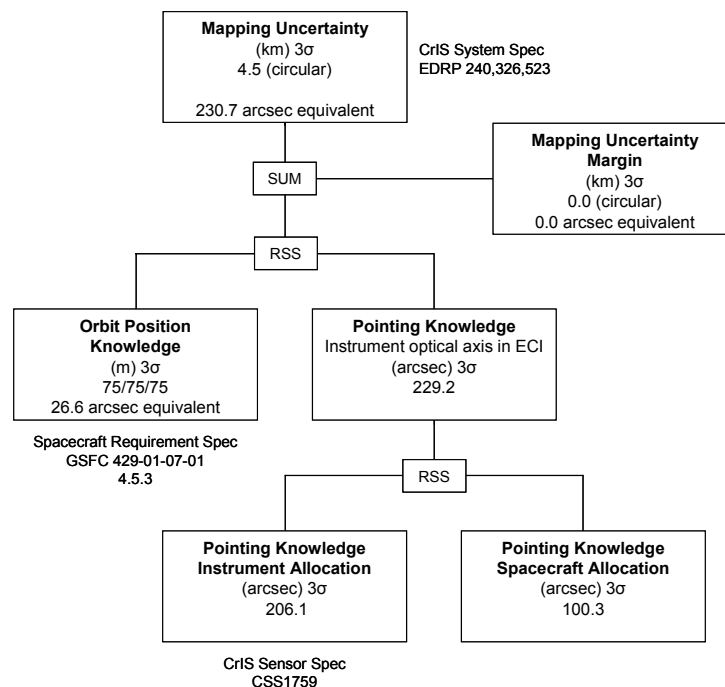 Mapping Uncertainty
(km) 3σ
4.5 (circular)
230.7 arcsec equivalent
CrIS System Spec
EDRP 240,326,523
Mapping Uncertainty
Margin
(km) 3σ
0.0 (circular)
0.0 arcsec equivalent
SUM
RSS
Orbit Position
Knowledge
(m) 3σ
75/75/75
26.6 arcsec equivalent
Spacecraft Requirement Spec
GSFC 429-01-07-01
4.5.3
Pointing Knowledge
Instrument optical axis in ECI
(arcsec) 3σ
229.2
RSS
Pointing Knowledge
Instrument Allocation
(arcsec) 3σ
206.1
CrIS Sensor Spec
CSS1759
Pointing Knowledge
Spacecraft Allocation
(arcsec) 3σ
100.3